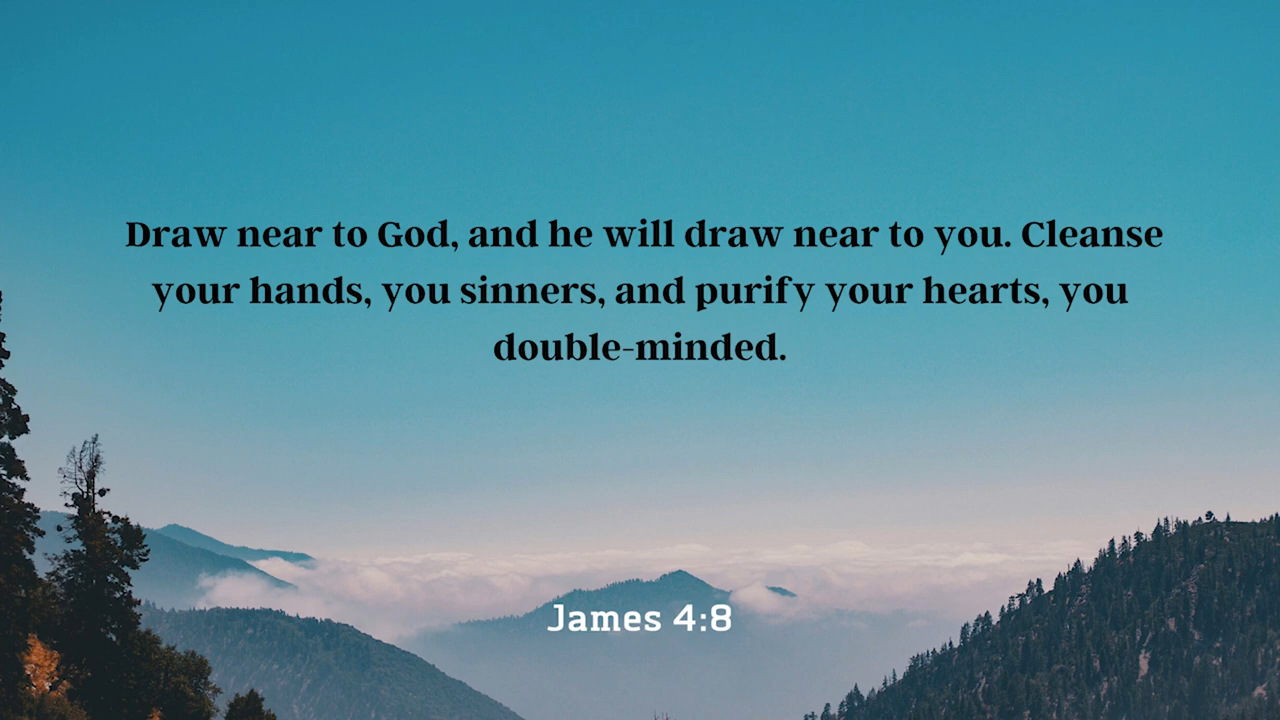 Draw near to God, and he will draw near to you. Cleanse
your hands, you sinners, and purify your hearts, you
double-minded.
James 4:8